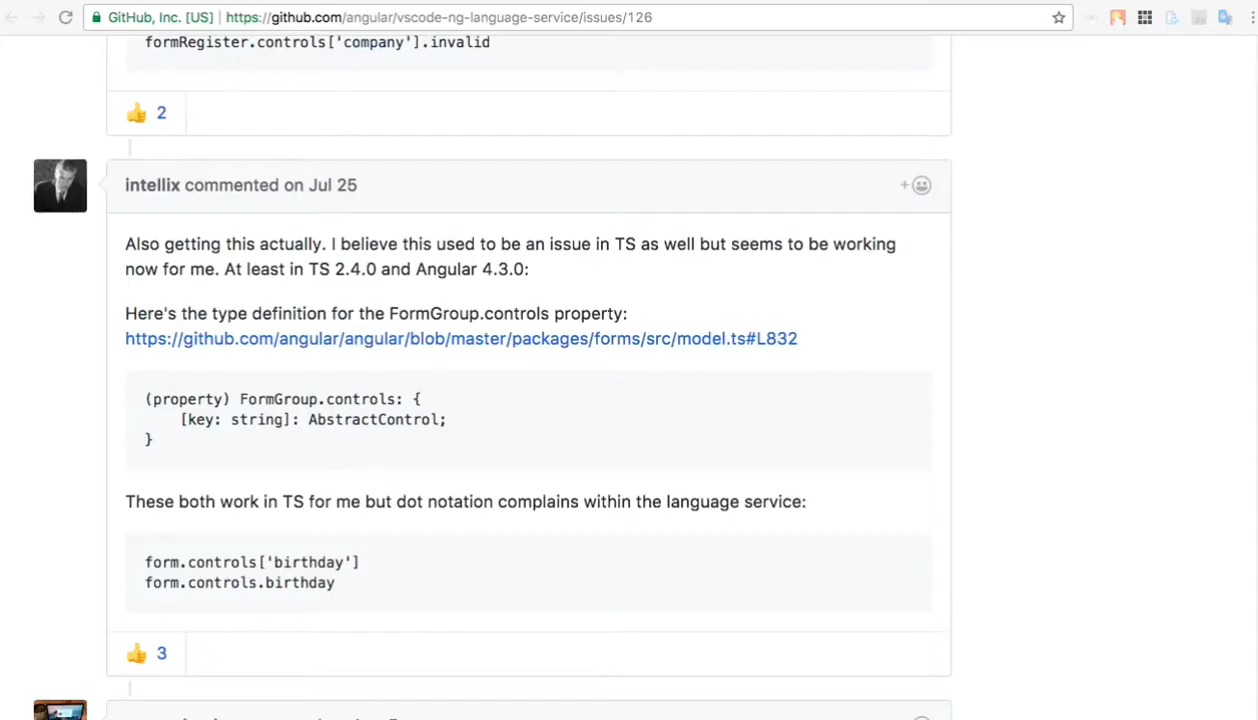 GitHub, Inc. [US] | https://github.com/angular/vscode-ng-language-service/issues/126
formRegister.controls['company'].invalid
2
intellix commented on Jul 25
Also getting this actually. I believe this used to be an issue in TS as well but seems to be working
now for me. At least in TS 2.4.0 and Angular 4.3.0:
Here's the type definition for the FormGroup.controls property:
https://github.com/angular/angular/blob/master/packages/forms/src/model.ts#L832
(property) FormGroup.controls: {
[key: string]: AbstractControl;
}
These both work in TS for me but dot notation complains within the language service:
form.controls['birthday']
form.controls.birthday
3